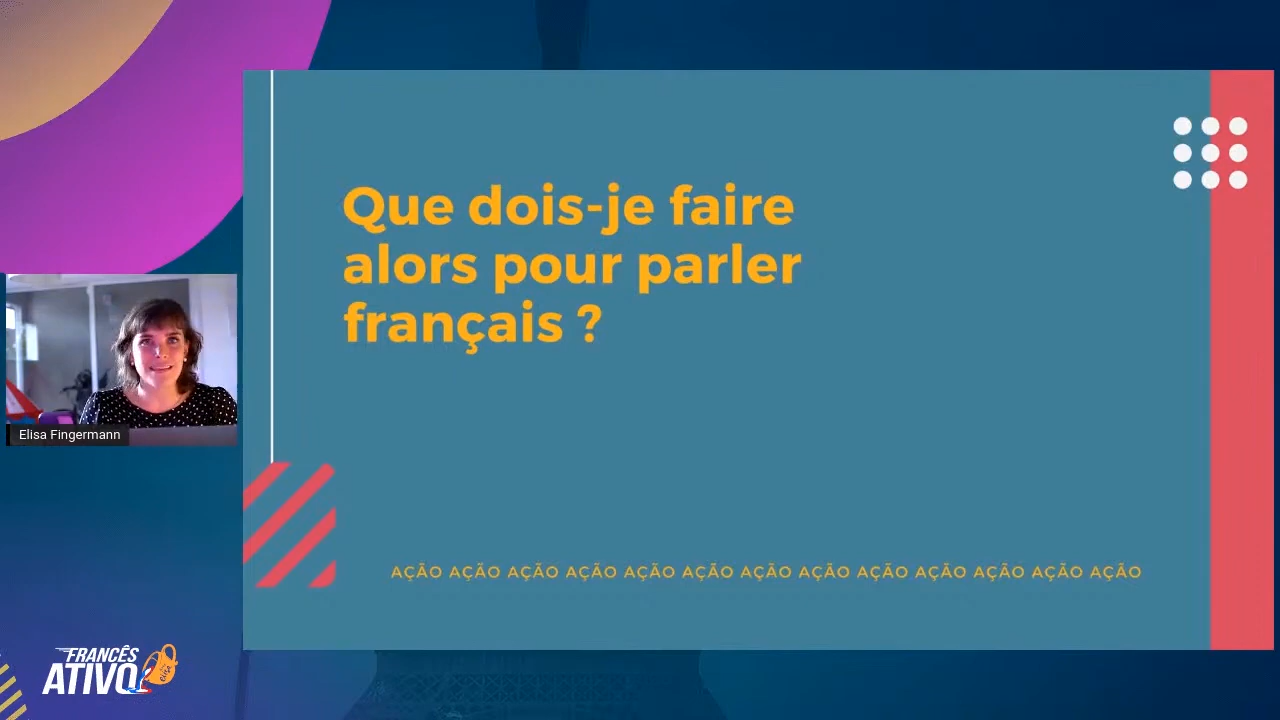 Que dois-je faire
alors pour parler
français ?
Elisa Fingermann
AÇÃO AÇÃO AÇÃO AÇÃO AÇÃO AÇÃO AÇÃO AÇÃO AÇÃO AÇÃO AÇÃO AÇÃO AÇÃO
FRANCÊS
ATIVO